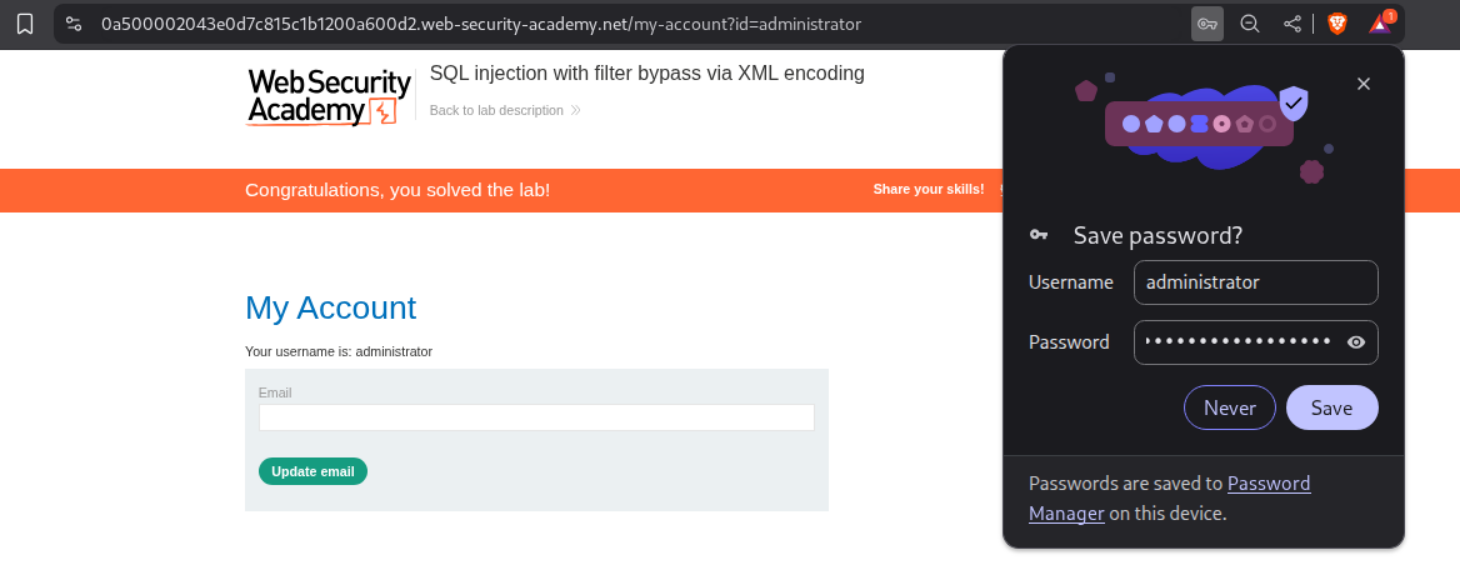 0a500002043e0d7c815c1b1200a600d2.web-security-academy.net/my-account?id=administrator
1
Web Security
Academy
SQL injection with filter bypass via XML encoding
Back to lab description
Congratulations, you solved the lab!
Share your skills!
My Account
Your username is: administrator
Email
Update email
Save password?
Username
administrator
Password
Never
Save
Passwords are saved to Password
Manager on this device.